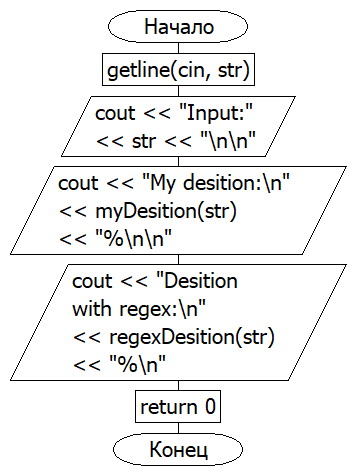 Начало
getline(cin, str)
cout << "Input:"
<< str << "\n\n"
cout << "My desition:\n"
<< myDesition(str)
<< "%\n\n"
cout << "Desition
with regex:\n"
<< regexDesition(str)
<< "%\n"
return 0
Конец